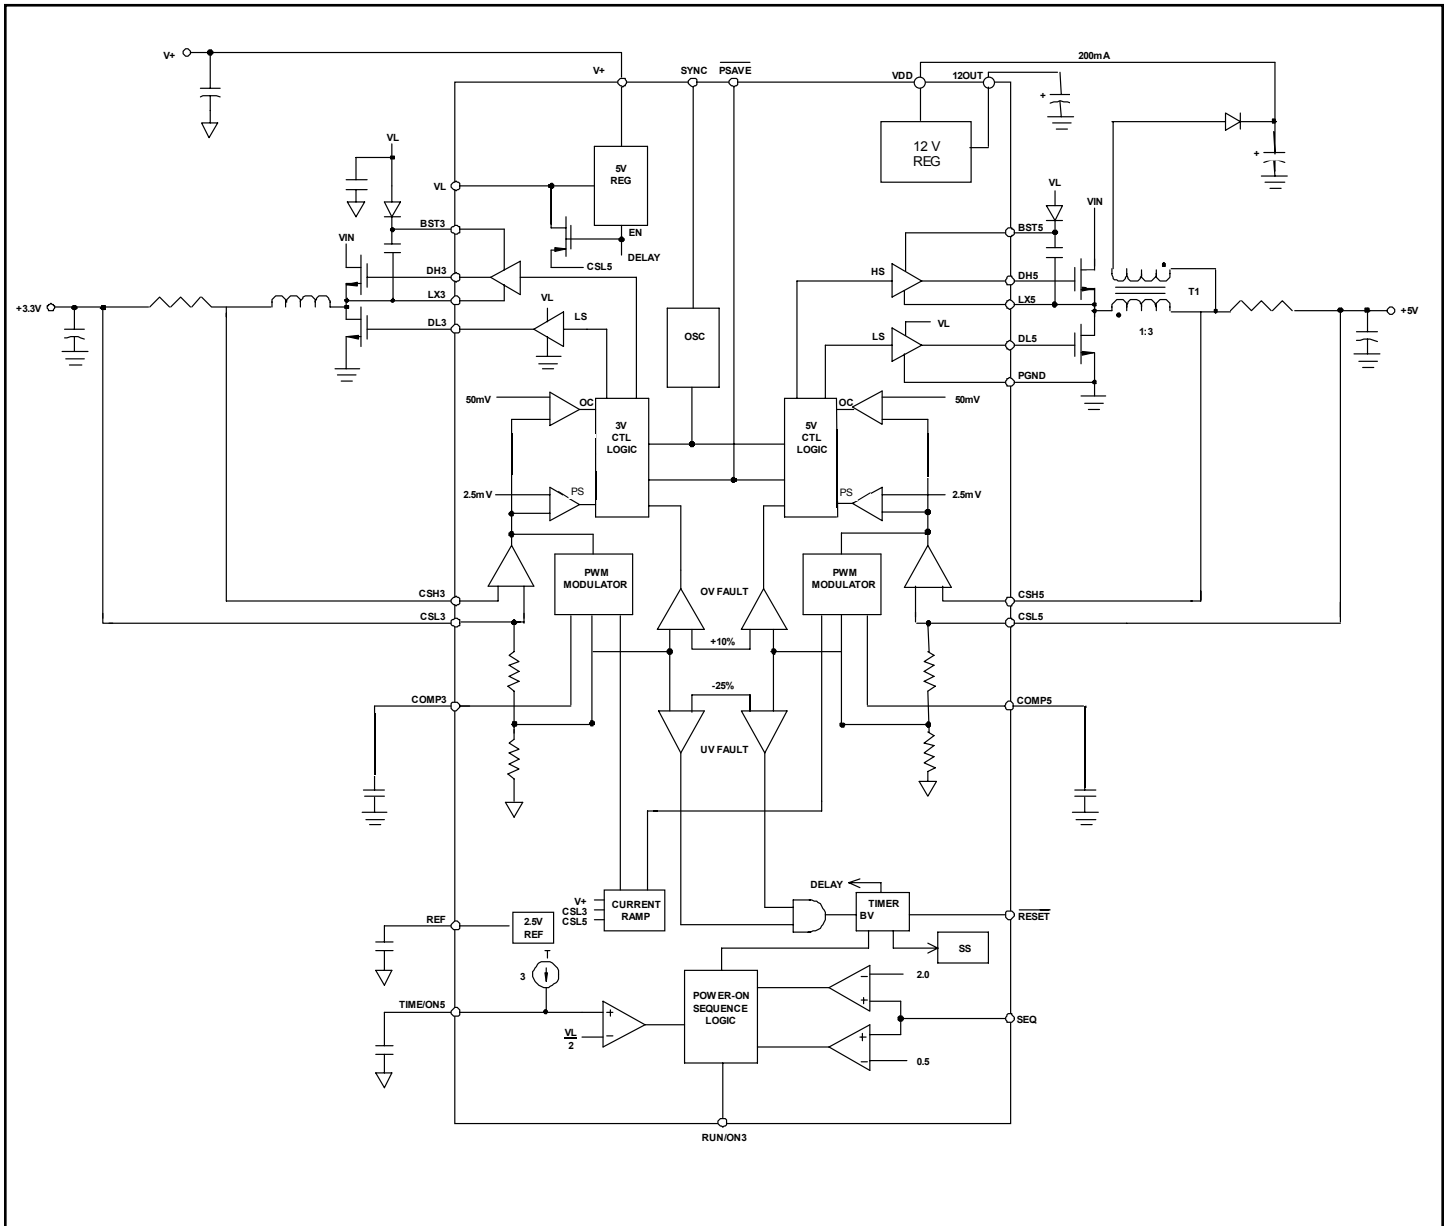 V+
200mA
V+
SYNC
PSAVE
VDD
12OUT
+
12 V
REG
+
VL
5V
REG
VL
VL
BST3
EN
VIN
DELAY
CSL5
DH3
LX3
+3.3V
VL
DL3
LS
VIN
BST5
HS
DH5
LX5
T1
+5V
OSC
VL
LS
DL5
1:3
PGND
50mV
OC
3V
CTL
LOGIC
5V
CTL
LOGIC
OC
50mV
2.5mV
PS
PS
2.5mV
PWM
MODULATOR
PWM
MODULATOR
CSH3
OV FAULT
CSH5
CSL3
CSL5
+10%
-25%
COMP3
COMP5
UV FAULT
DELAY
V+
CSL3
CSL5
CURRENT
RAMP
TIMER
BV
RESET
REF
2.5V
REF
SS
T
3
POWER-ON
SEQUENCE
LOGIC
−
2.0
+
TIME/ON5
+
−
VL
2
SEQ
+
−
0.5
RUN/ON3